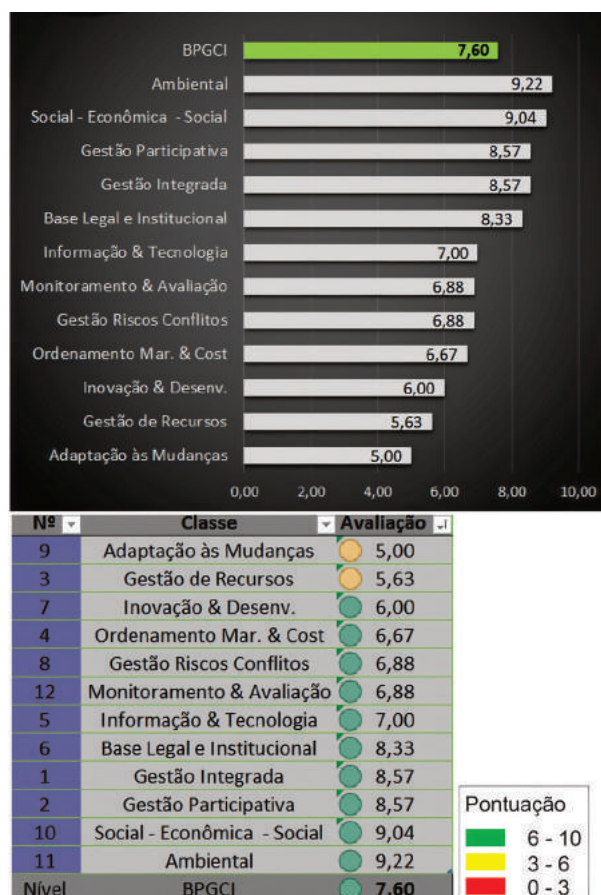 BPGCI 7,60
Ambiental 9,22
Social - Econômica - Social 9,04
Gestão Participativa 8,57
Gestão Integrada 8,57
Base Legal e Institucional 8,33
Informação & Tecnologia 7,00
Monitoramento & Avaliação 6,88
Gestão Riscos Conflitos 6,88
Ordenamento Mar. & Cost 6,67
Inovação & Desenv. 6,00
Gestão de Recursos 5,63
Adaptação às Mudanças 5,00
0,00 2,00 4,00 6,00 8,00 10,00
Nº Classe Avaliação
9 Adaptação às Mudanças 5,00
3 Gestão de Recursos 5,63
7 Inovação & Desenv. 6,00
4 Ordenamento Mar. & Cost 6,67
8 Gestão Riscos Conflitos 6,88
12 Monitoramento & Avaliação 6,88
5 Informação & Tecnologia 7,00
6 Base Legal e Institucional 8,33
1 Gestão Integrada 8,57
2 Gestão Participativa 8,57
10 Social - Econômica - Social 9,04
11 Ambiental 9,22
Nível BPGCI 7,60
Pontuação
6 - 10
3 - 6
0 - 3